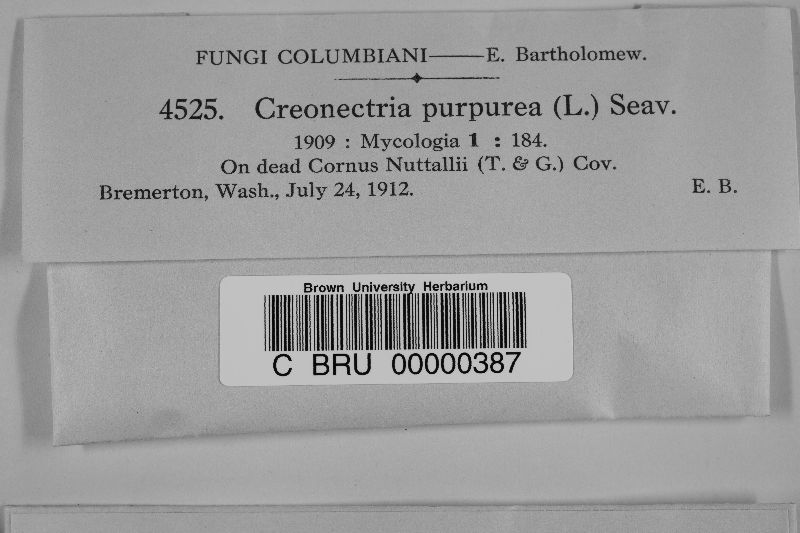 FUNGI COLUMBIANI——E. Bartholomew.
4525. Creonectria purpurea (L.) Seav.
1909 : Mycologia 1 : 184.
On dead Cornus Nuttallii (T. & G.) Cov.
Bremerton, Wash., July 24, 1912. E. B.
Brown University Herbarium
C BRU 00000387